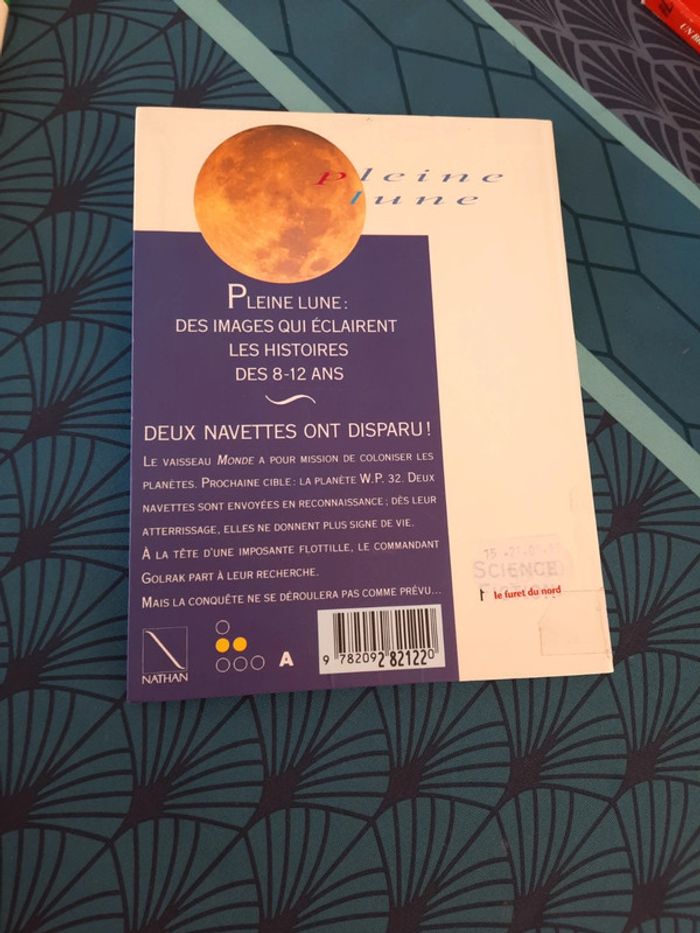 UN
pleine
lune
PLEINE LUNE :
DES IMAGES QUI ÉCLAIRENT
LES HISTOIRES
DES 8-12 ANS
DEUX NAVETTES ONT DISPARU !
LE VAISSEAU MONDE A POUR MISSION DE COLONISER LES
PLANÈTES. PROCHAINE CIBLE : LA PLANÈTE W.P. 32. DEUX
NAVETTES SONT ENVOYÉES EN RECONNAISSANCE ; DÈS LEUR
ATTERRISSAGE, ELLES NE DONNENT PLUS SIGNE DE VIE.
À LA TÊTE D'UNE IMPOSANTE FLOTTILLE, LE COMMANDANT
GOLRAK PART À LEUR RECHERCHE.
MAIS LA CONQUÊTE NE SE DÉROULERA PAS COMME PRÉVU...
SCIENCE
FICTION
le furet du nord
NATHAN
A
9 782092 821220